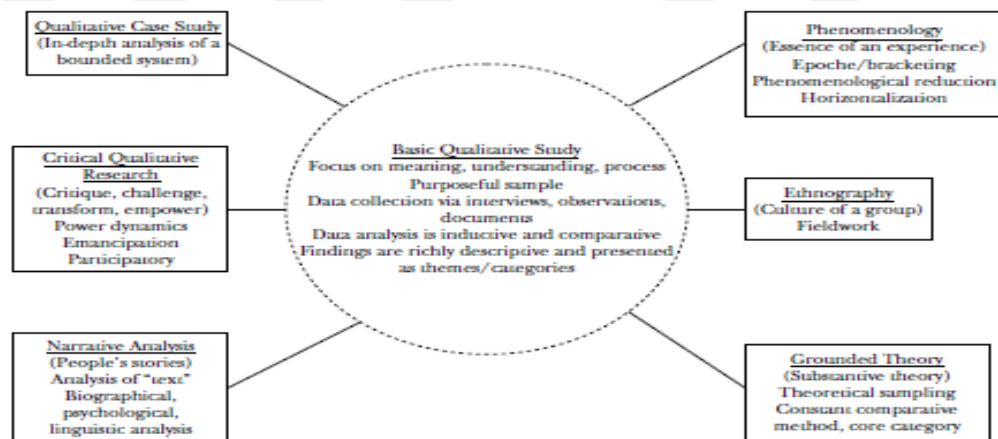 Qualitative Case Study
(In-depth analysis of a
bounded system)
Phenomenology
(Essence of an experience)
Epoche/bracketing
Phenomenological reduction
Horizontalization
Critical Qualitative
Research
(Critique, challenge,
transform, empower)
Power dynamics
Emancipation
Participatory
Basic Qualitative Study
Focus on meaning, understanding, process
Purposeful sample
Data collection via interviews, observations,
documents
Data analysis is inductive and comparative
Findings are richly descriptive and presented
as themes/categories
Ethnography
(Culture of a group)
Fieldwork
Narrative Analysis
(People's stories)
Analysis of "text"
Biographical,
psychological,
linguistic analysis
Grounded Theory
(Substantive theory)
Theoretical sampling
Constant comparative
method, core category